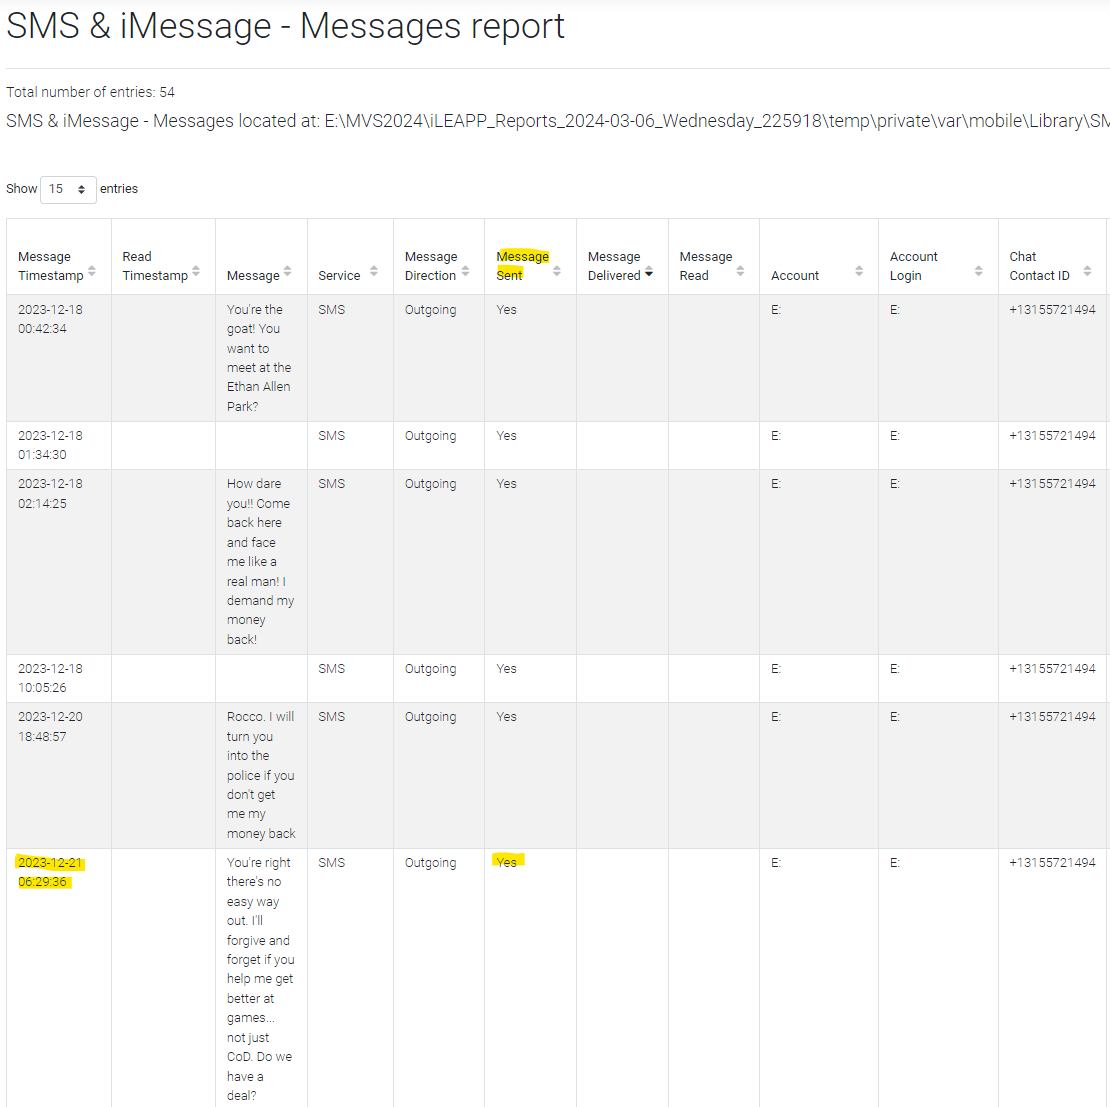 SMS & iMessage - Messages report
Total number of entries: 54
SMS & iMessage - Messages located at: E:\MVS2024\iLEAPP_Reports_2024-03-06_Wednesday_225918\temp\private\var\mobile\Library\SM
Show 15 entries
Message Timestamp Read Timestamp Message Service Message Direction Message Sent Message Delivered Message Read Account Account Login Chat Contact ID
2023-12-18 SMS Outgoing Yes E: E: +13155721494
00:42:34
You're the
goat! You
want to
meet at the
Ethan Allen
Park?
2023-12-18 SMS Outgoing Yes E: E: +13155721494
01:34:30
2023-12-18 SMS Outgoing Yes E: E: +13155721494
02:14:25
How dare
you!! Come
back here
and face
me like a
real man! I
demand my
money
back!
2023-12-18 SMS Outgoing Yes E: E: +13155721494
10:05:26
2023-12-20 SMS Outgoing Yes E: E: +13155721494
18:48:57
Rocco. I will
turn you
into the
police if you
don't get
me my
money back
2023-12-21 SMS Outgoing Yes E: E: +13155721494
06:29:36
You're right
there's no
easy way
out. I'll
forgive and
forget if you
help me get
better at
games...
not just
CoD. Do we
have a
deal?